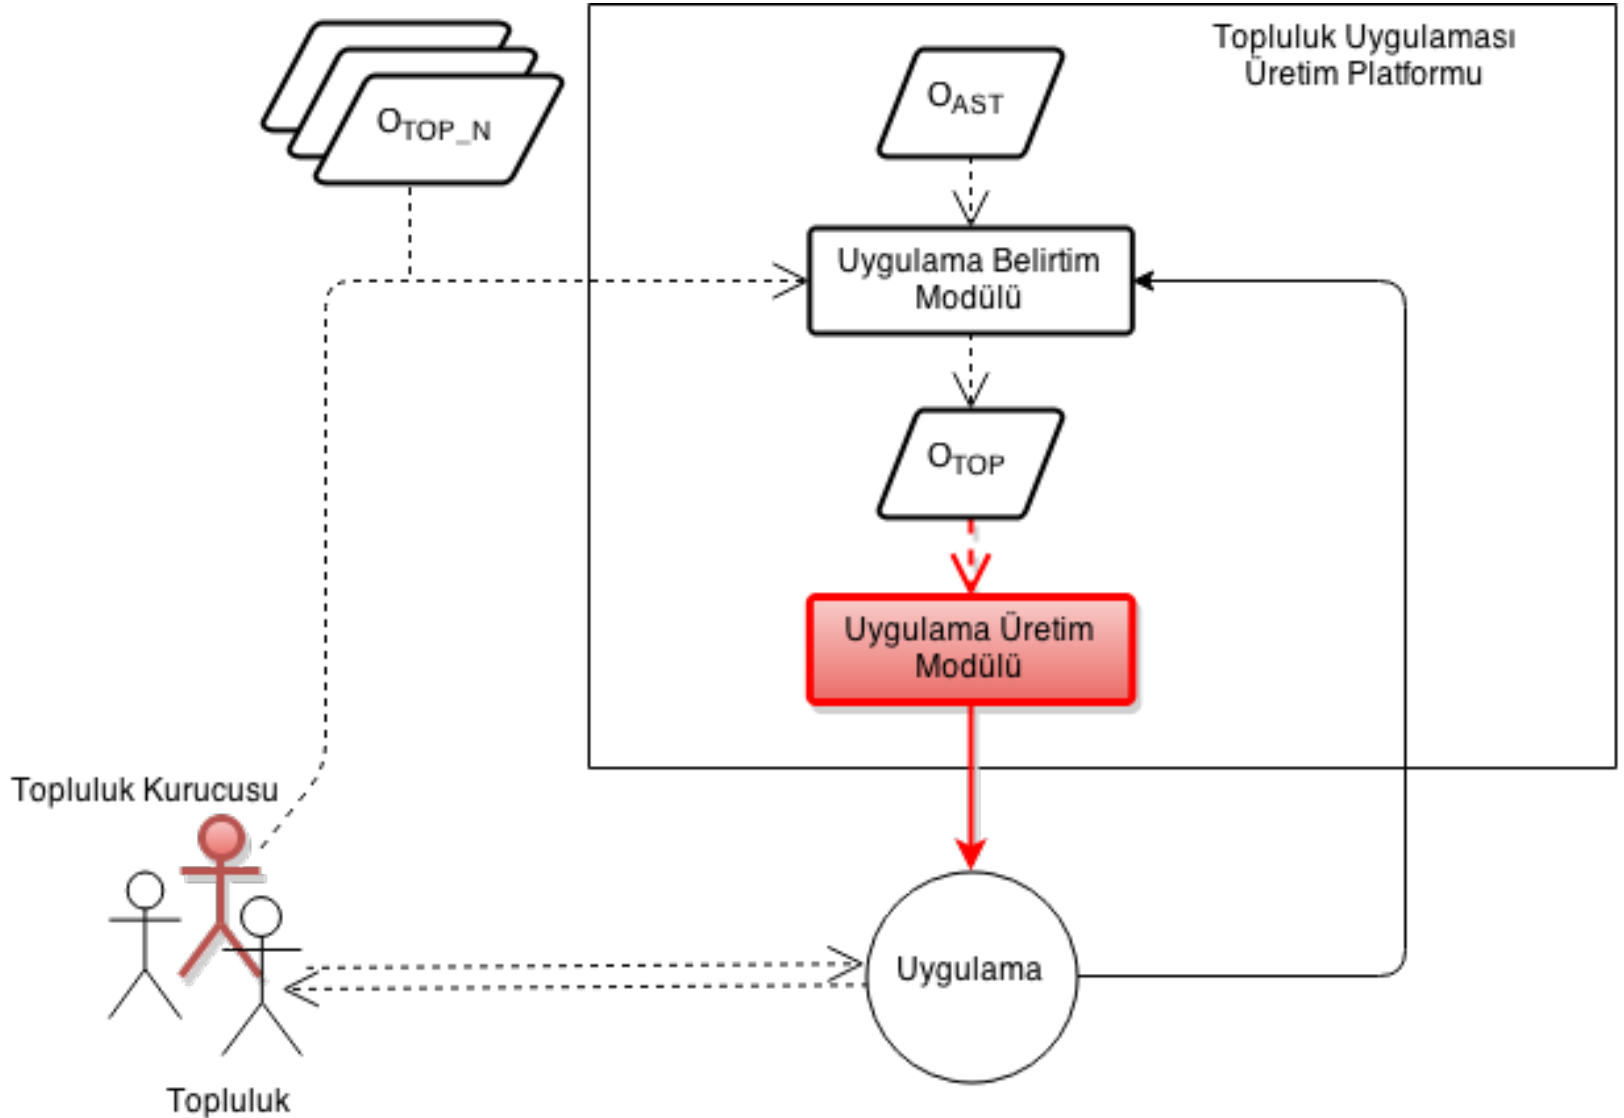 Topluluk Uygulaması
Üretim Platformu
O_TOP_N
O_AST
Uygulama Belirtim
Modülü
O_TOP
Uygulama Üretim
Modülü
Topluluk Kurucusu
Uygulama
Topluluk